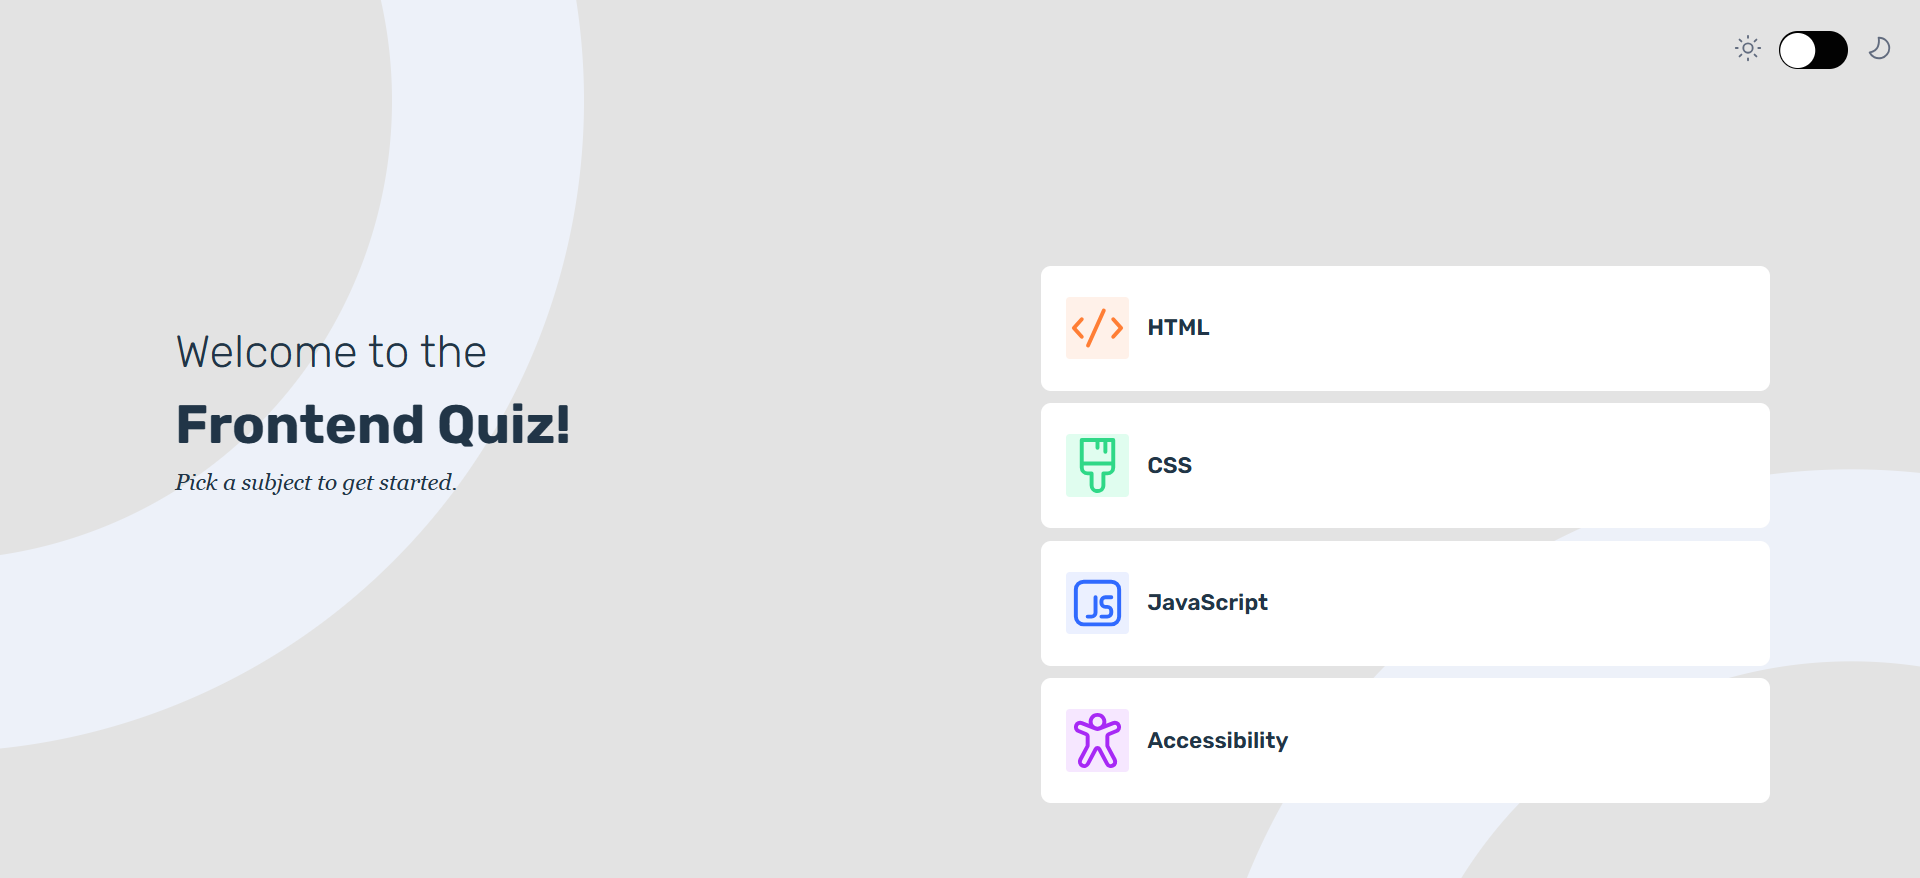 Welcome to the
Frontend Quiz!
Pick a subject to get started.
HTML
CSS
JS
JavaScript
Accessibility